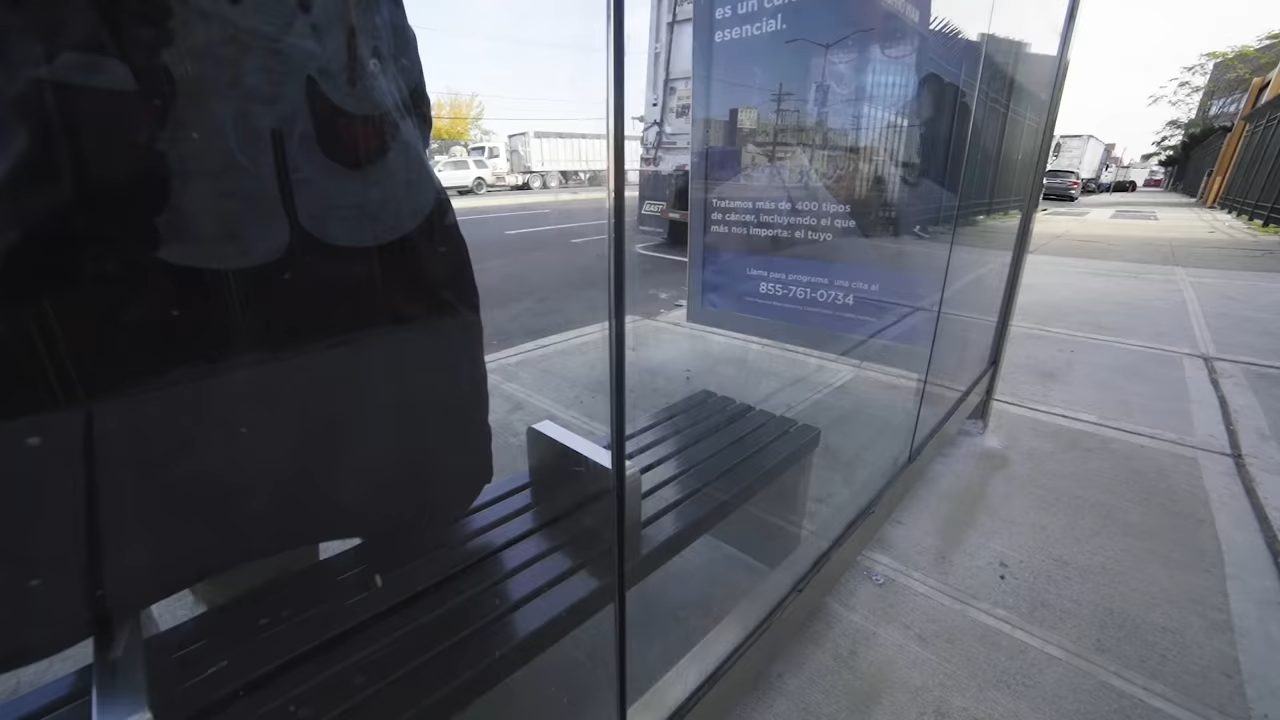 es un
esencial.
EAST
Tratamos más de 400 tipos
de cáncer, incluyendo el que
más nos importa: el tuyo
Llama para programar una cita al
855-761-0734